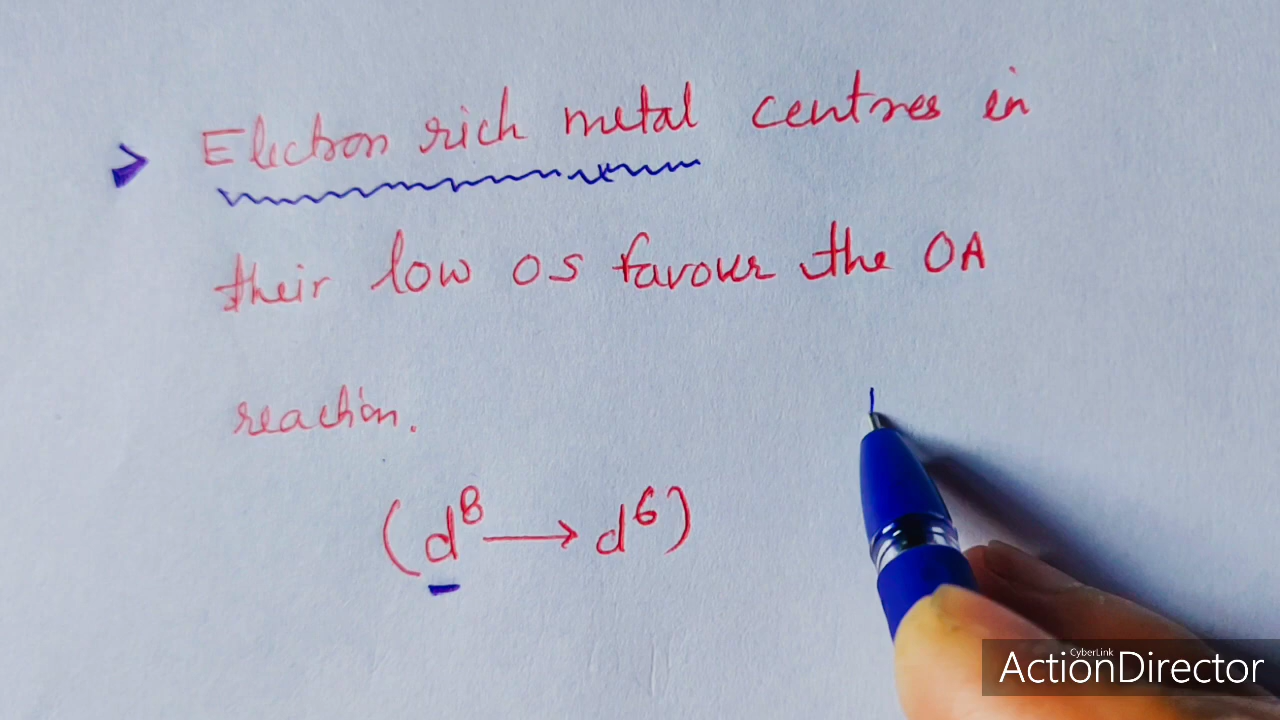 > Electron rich metal centres in
their low OS favour the OA
reaction.
(d⁸ → d⁶)
CyberLink
ActionDirector